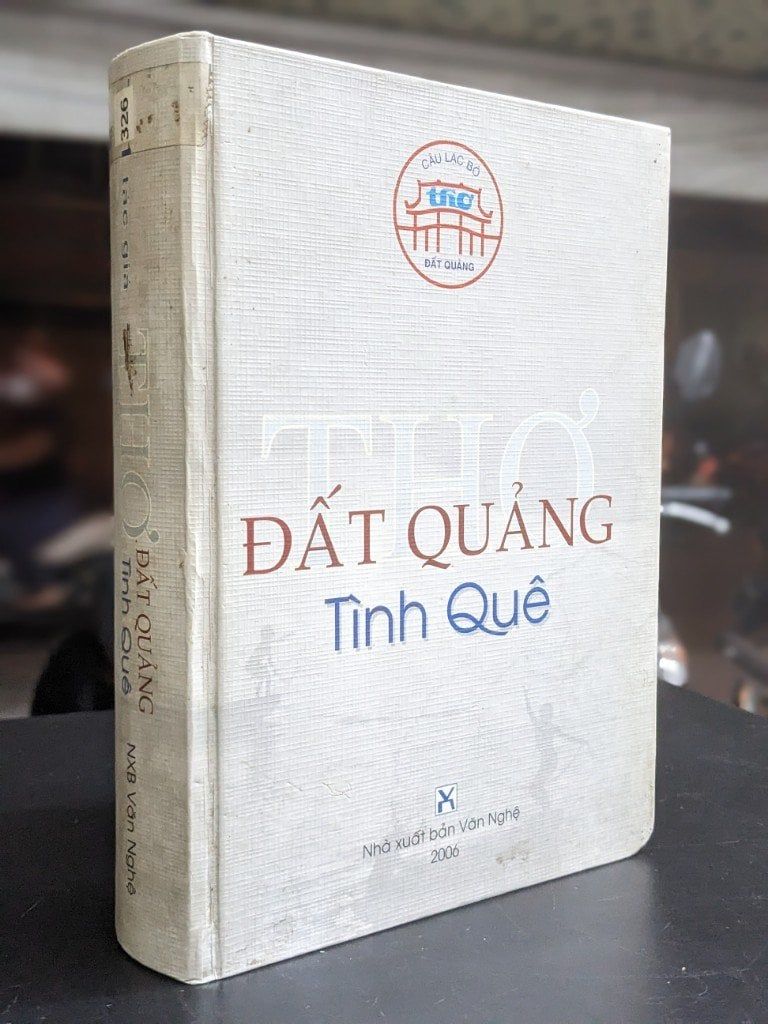 CÂU LẠC BỘ
thơ
ĐẤT QUẢNG
THƠ
ĐẤT QUẢNG
Tình Quê
Nhà xuất bản Văn Nghệ
2006
326
tác giả
THƠ
ĐẤT QUẢNG
Tình Quê
NXB Văn Nghệ